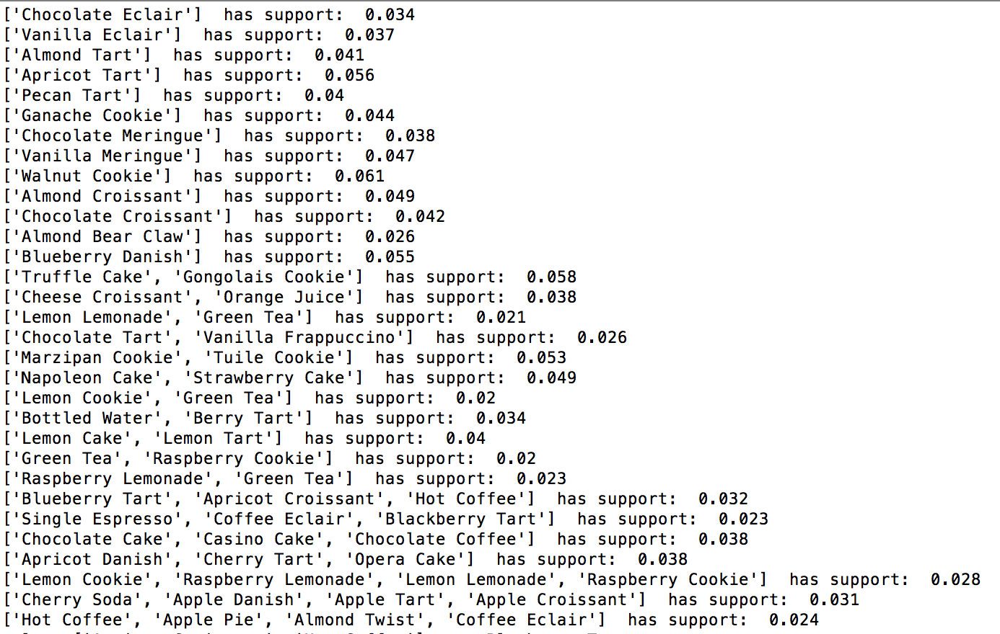 ['Chocolate Eclair']  has support:  0.034
['Vanilla Eclair']  has support:  0.037
['Almond Tart']  has support:  0.041
['Apricot Tart']  has support:  0.056
['Pecan Tart']  has support:  0.04
['Ganache Cookie']  has support:  0.044
['Chocolate Meringue']  has support:  0.038
['Vanilla Meringue']  has support:  0.047
['Walnut Cookie']  has support:  0.061
['Almond Croissant']  has support:  0.049
['Chocolate Croissant']  has support:  0.042
['Almond Bear Claw']  has support:  0.026
['Blueberry Danish']  has support:  0.055
['Truffle Cake', 'Gongolais Cookie']  has support:  0.058
['Cheese Croissant', 'Orange Juice']  has support:  0.038
['Lemon Lemonade', 'Green Tea']  has support:  0.021
['Chocolate Tart', 'Vanilla Frappuccino']  has support:  0.026
['Marzipan Cookie', 'Tuile Cookie']  has support:  0.053
['Napoleon Cake', 'Strawberry Cake']  has support:  0.049
['Lemon Cookie', 'Green Tea']  has support:  0.02
['Bottled Water', 'Berry Tart']  has support:  0.034
['Lemon Cake', 'Lemon Tart']  has support:  0.04
['Green Tea', 'Raspberry Cookie']  has support:  0.02
['Raspberry Lemonade', 'Green Tea']  has support:  0.023
['Blueberry Tart', 'Apricot Croissant', 'Hot Coffee']  has support:  0.032
['Single Espresso', 'Coffee Eclair', 'Blackberry Tart']  has support:  0.023
['Chocolate Cake', 'Casino Cake', 'Chocolate Coffee']  has support:  0.038
['Apricot Danish', 'Cherry Tart', 'Opera Cake']  has support:  0.038
['Lemon Cookie', 'Raspberry Lemonade', 'Lemon Lemonade', 'Raspberry Cookie']  has support:  0.028
['Cherry Soda', 'Apple Danish', 'Apple Tart', 'Apple Croissant']  has support:  0.031
['Hot Coffee', 'Apple Pie', 'Almond Twist', 'Coffee Eclair']  has support:  0.024